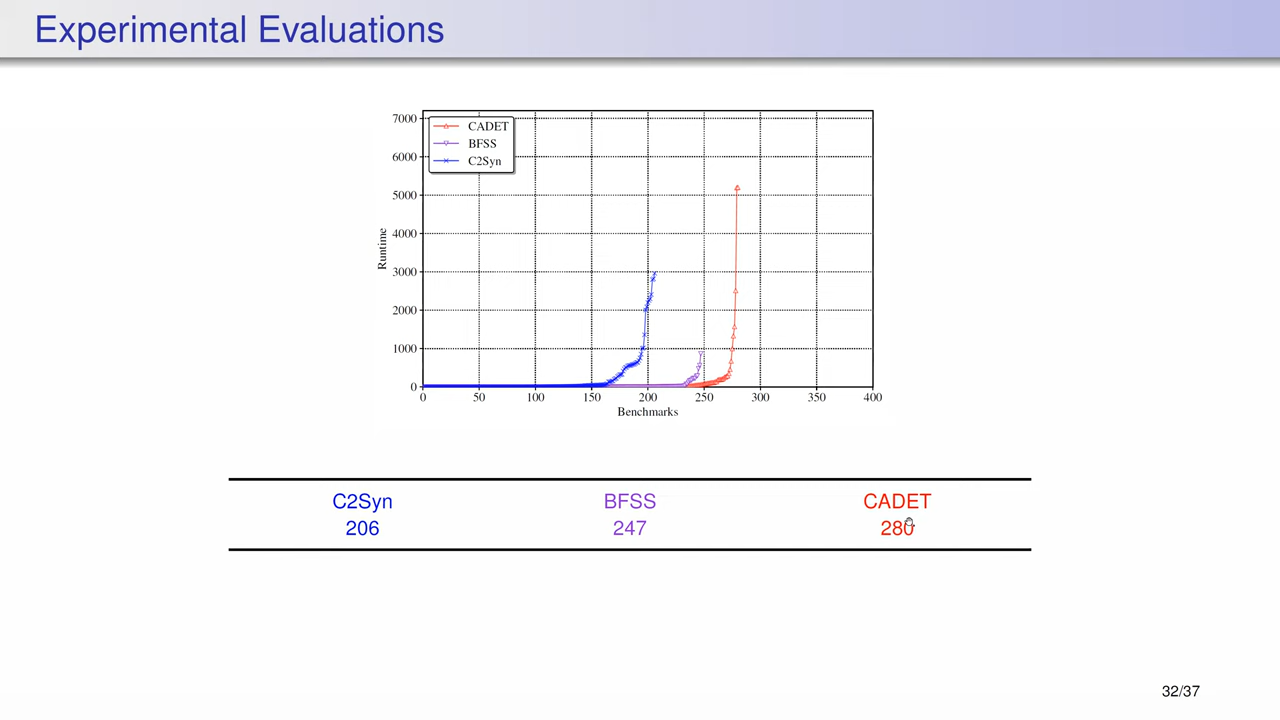 Experimental Evaluations
7000
6000
5000
4000
3000
2000
1000
0
Runtime
CADET
BFSS
C2Syn
0 50 100 150 200 250 300 350 400
Benchmarks
C2Syn BFSS CADET
206 247 280
32/37